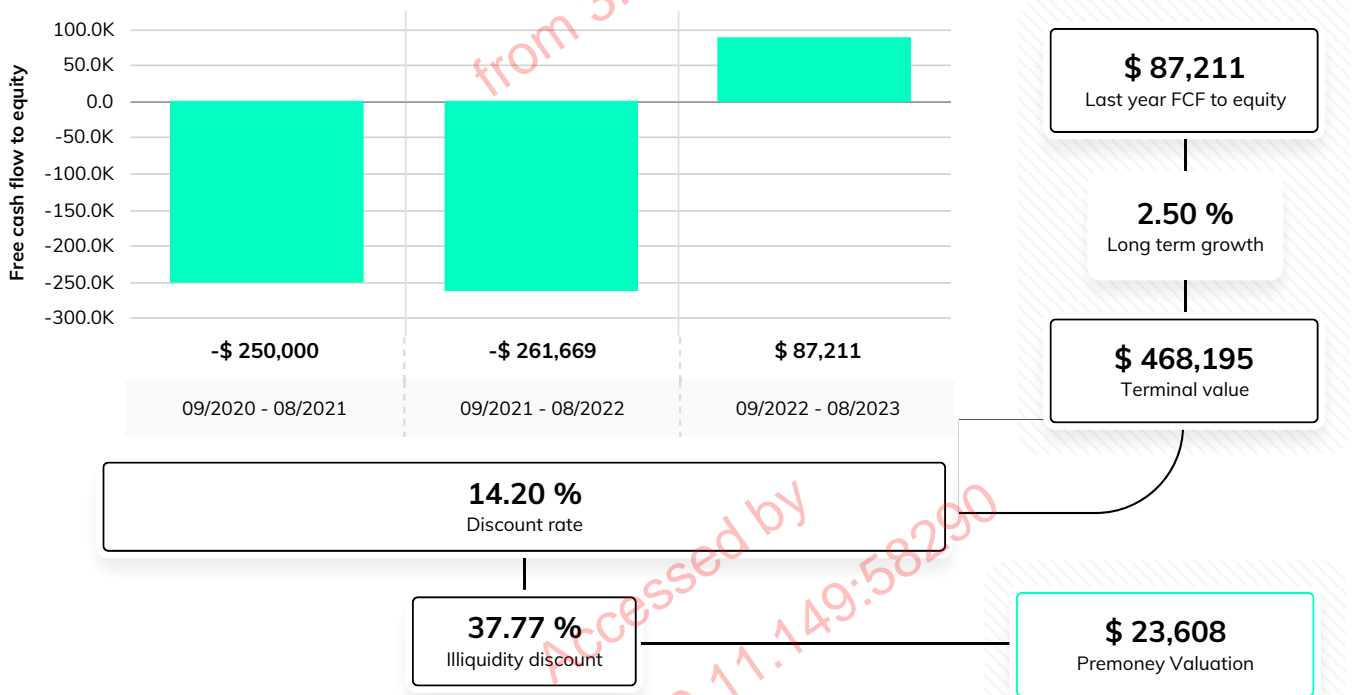 Free cash flow to equity
100.0K
50.0K
0.0
-50.0K
-100.0K
-150.0K
-200.0K
-250.0K
-300.0K
-$ 250,000
-$ 261,669
$ 87,211
09/2020 - 08/2021
09/2021 - 08/2022
09/2022 - 08/2023
$ 87,211
Last year FCF to equity
2.50 %
Long term growth
$ 468,195
Terminal value
14.20 %
Discount rate
37.77 %
Illiquidity discount
$ 23,608
Premoney Valuation
Accessed by
from
11.149:58290